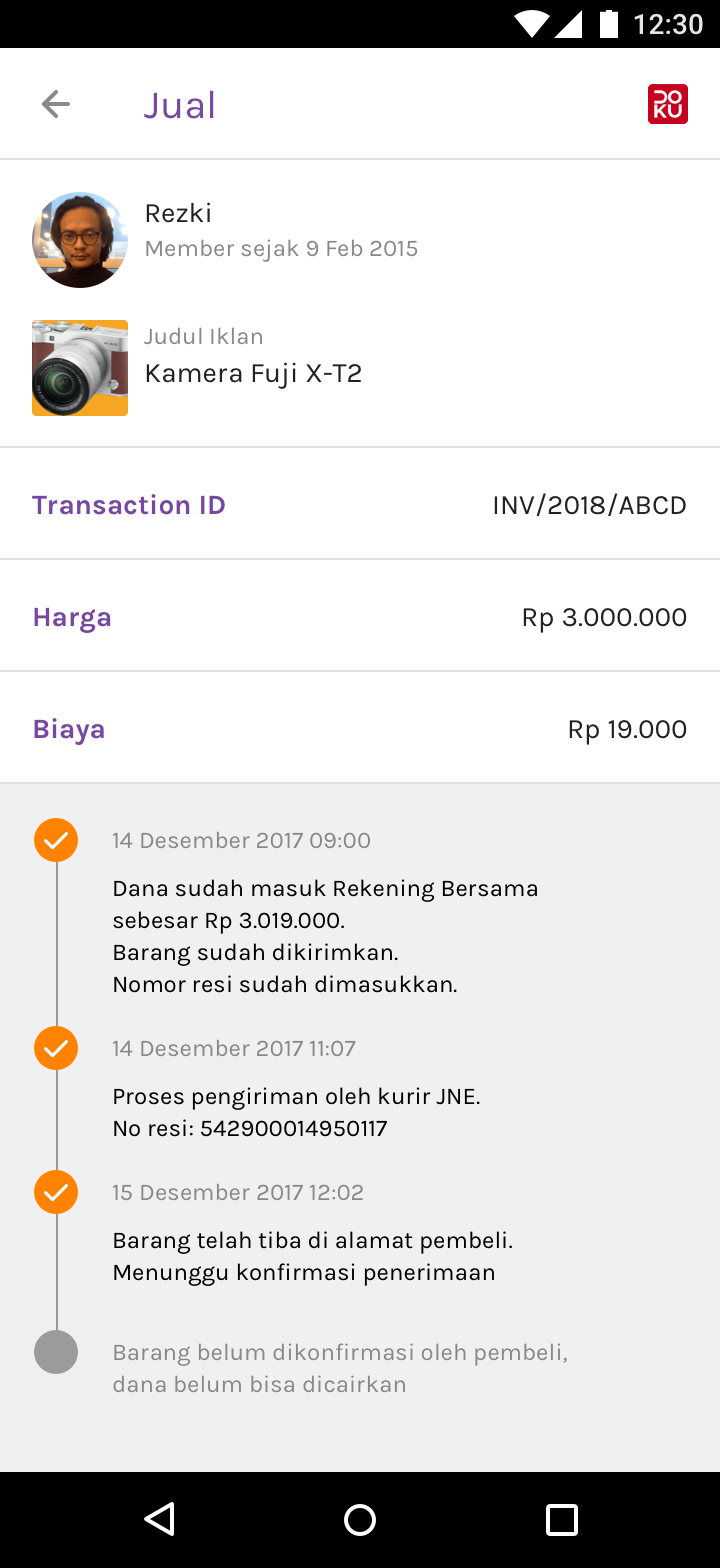 12:30
Jual
DOKU
Rezki
Member sejak 9 Feb 2015
Judul Iklan
Kamera Fuji X-T2
Transaction ID
INV/2018/ABCD
Harga
Rp 3.000.000
Biaya
Rp 19.000
14 Desember 2017 09:00
Dana sudah masuk Rekening Bersama
sebesar Rp 3.019.000.
Barang sudah dikirimkan.
Nomor resi sudah dimasukkan.
14 Desember 2017 11:07
Proses pengiriman oleh kurir JNE.
No resi: 542900014950117
15 Desember 2017 12:02
Barang telah tiba di alamat pembeli.
Menunggu konfirmasi penerimaan
Barang belum dikonfirmasi oleh pembeli,
dana belum bisa dicairkan